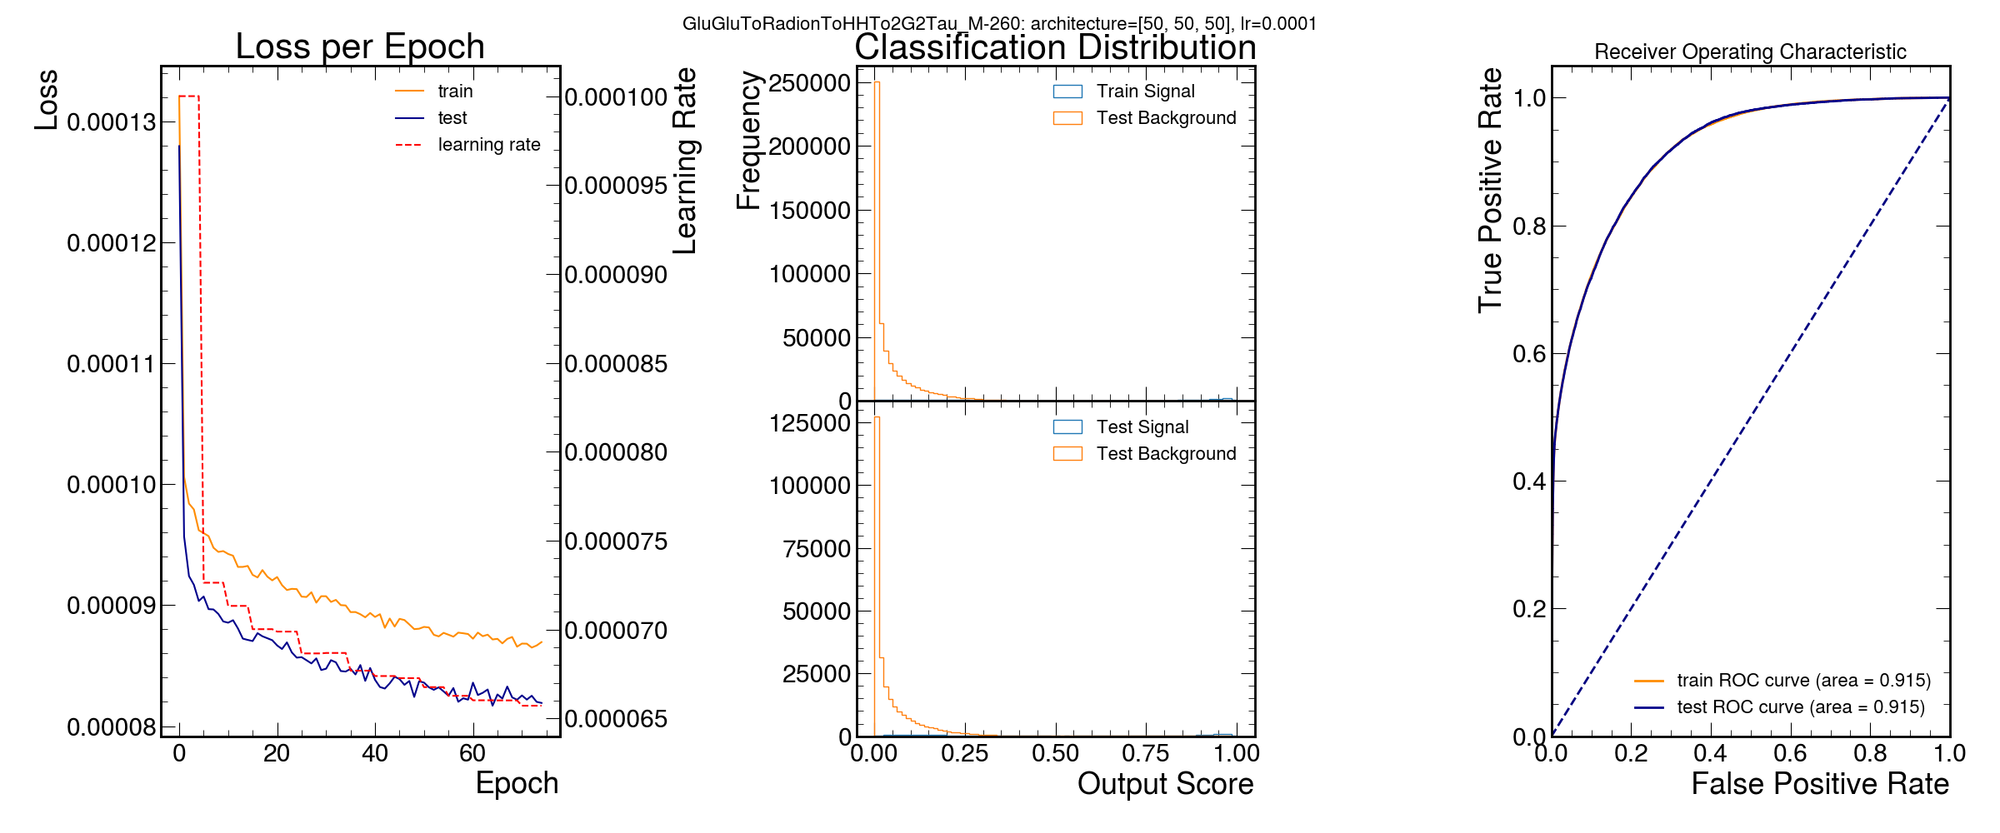 GluGluToRadionToHHTo2G2Tau_M-260: architecture=[50, 50, 50], lr=0.0001
Loss per Epoch
Loss
0.00013
0.00012
0.00011
0.00010
0.00009
0.00008
train
test
learning rate
0.000100
0.000095
0.000090
0.000085
0.000080
0.000075
0.000070
0.000065
Learning Rate
0 20 40 60
Epoch
Classification Distribution
Frequency
250000
200000
150000
100000
50000
0
Train Signal
Test Background
125000
100000
75000
50000
25000
0
Test Signal
Test Background
0.00 0.25 0.50 0.75 1.00
Output Score
Receiver Operating Characteristic
True Positive Rate
1.0
0.8
0.6
0.4
0.2
0.0
train ROC curve (area = 0.915)
test ROC curve (area = 0.915)
0.0 0.2 0.4 0.6 0.8 1.0
False Positive Rate